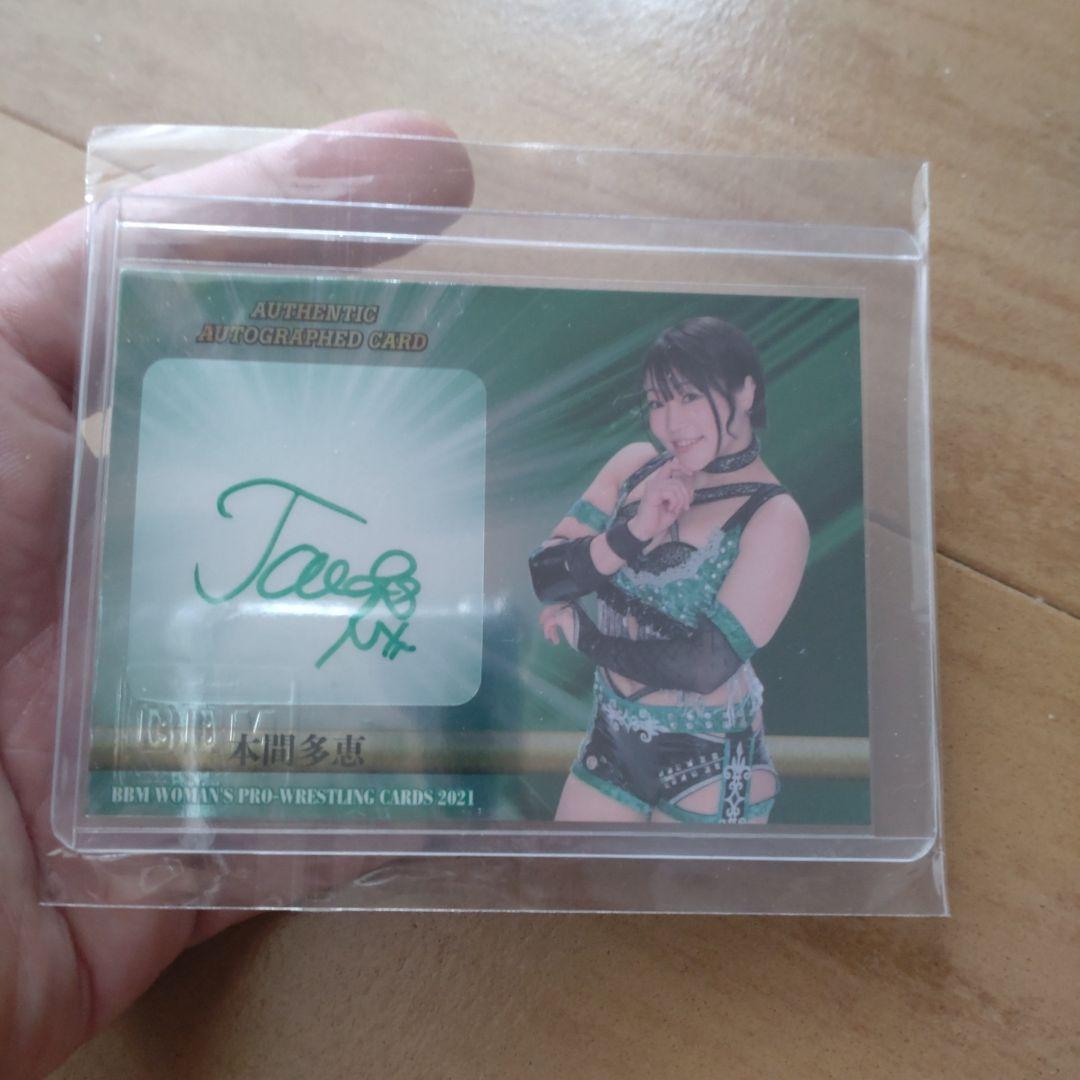 AUTHENTIC
AUTOGRAPHED CARD
本間多恵
BBM WOMAN'S PRO-WRESTLING CARDS 2021